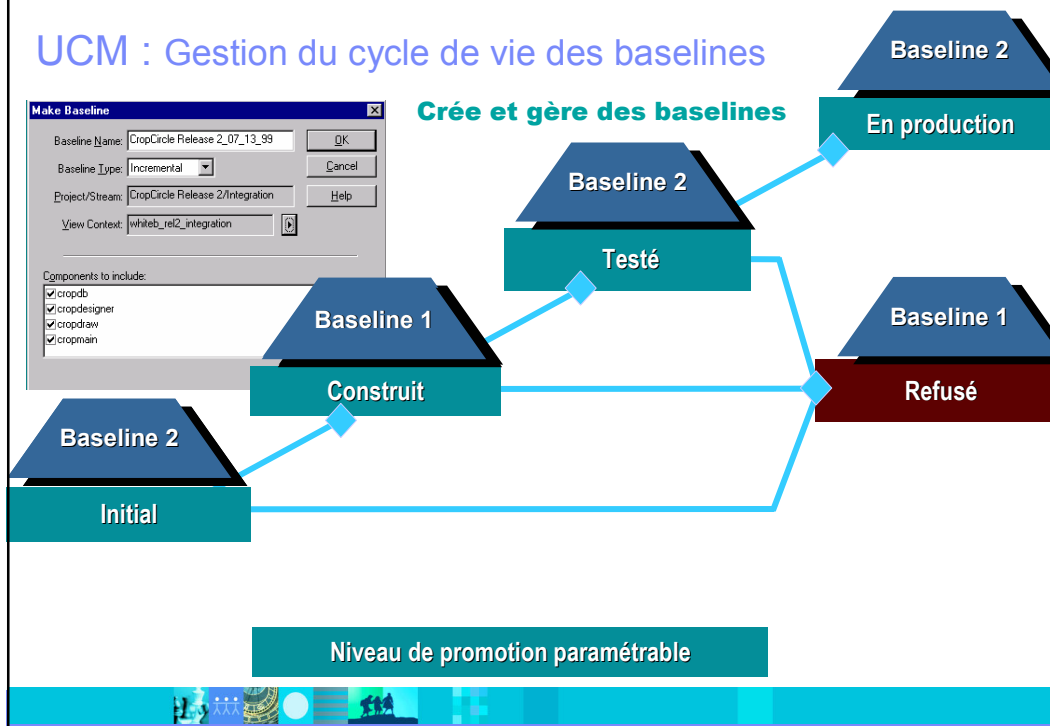 UCM : Gestion du cycle de vie des baselines
Baseline 2
En production
Crée et gère des baselines
Make Baseline
Baseline Name: CropCircle Release 2_07_13_99
OK
Baseline Type: Incremental
Cancel
Project/Stream: CropCircle Release 2/Integration
Help
View Context: whiteb_rel2_integration
Components to include:
cropdb
cropdesigner
cropdraw
cropmain
Baseline 2
Testé
Baseline 1
Construit
Baseline 1
Refusé
Baseline 2
Initial
Niveau de promotion paramétrable